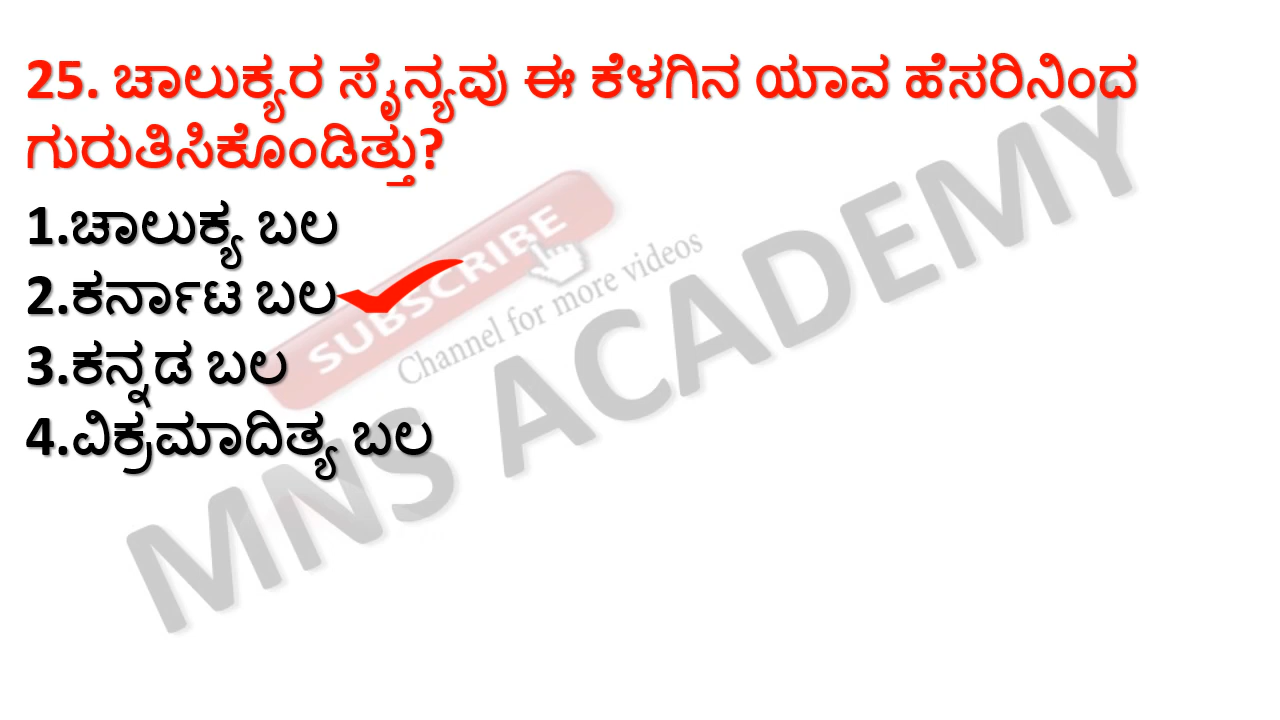 25. ಚಾಲುಕ್ಯರ ಸೈನ್ಯವು ಈ ಕೆಳಗಿನ ಯಾವ ಹೆಸರಿನಿಂದ
ಗುರುತಿಸಿಕೊಂಡಿತ್ತು?
1.ಚಾಲುಕ್ಯ ಬಲ
2.ಕರ್ನಾಟ ಬಲ
3.ಕನ್ನಡ ಬಲ
4.ವಿಕ್ರಮಾದಿತ್ಯ ಬಲ
SUBSCRIBE
Channel for more videos
MNS ACADEMY